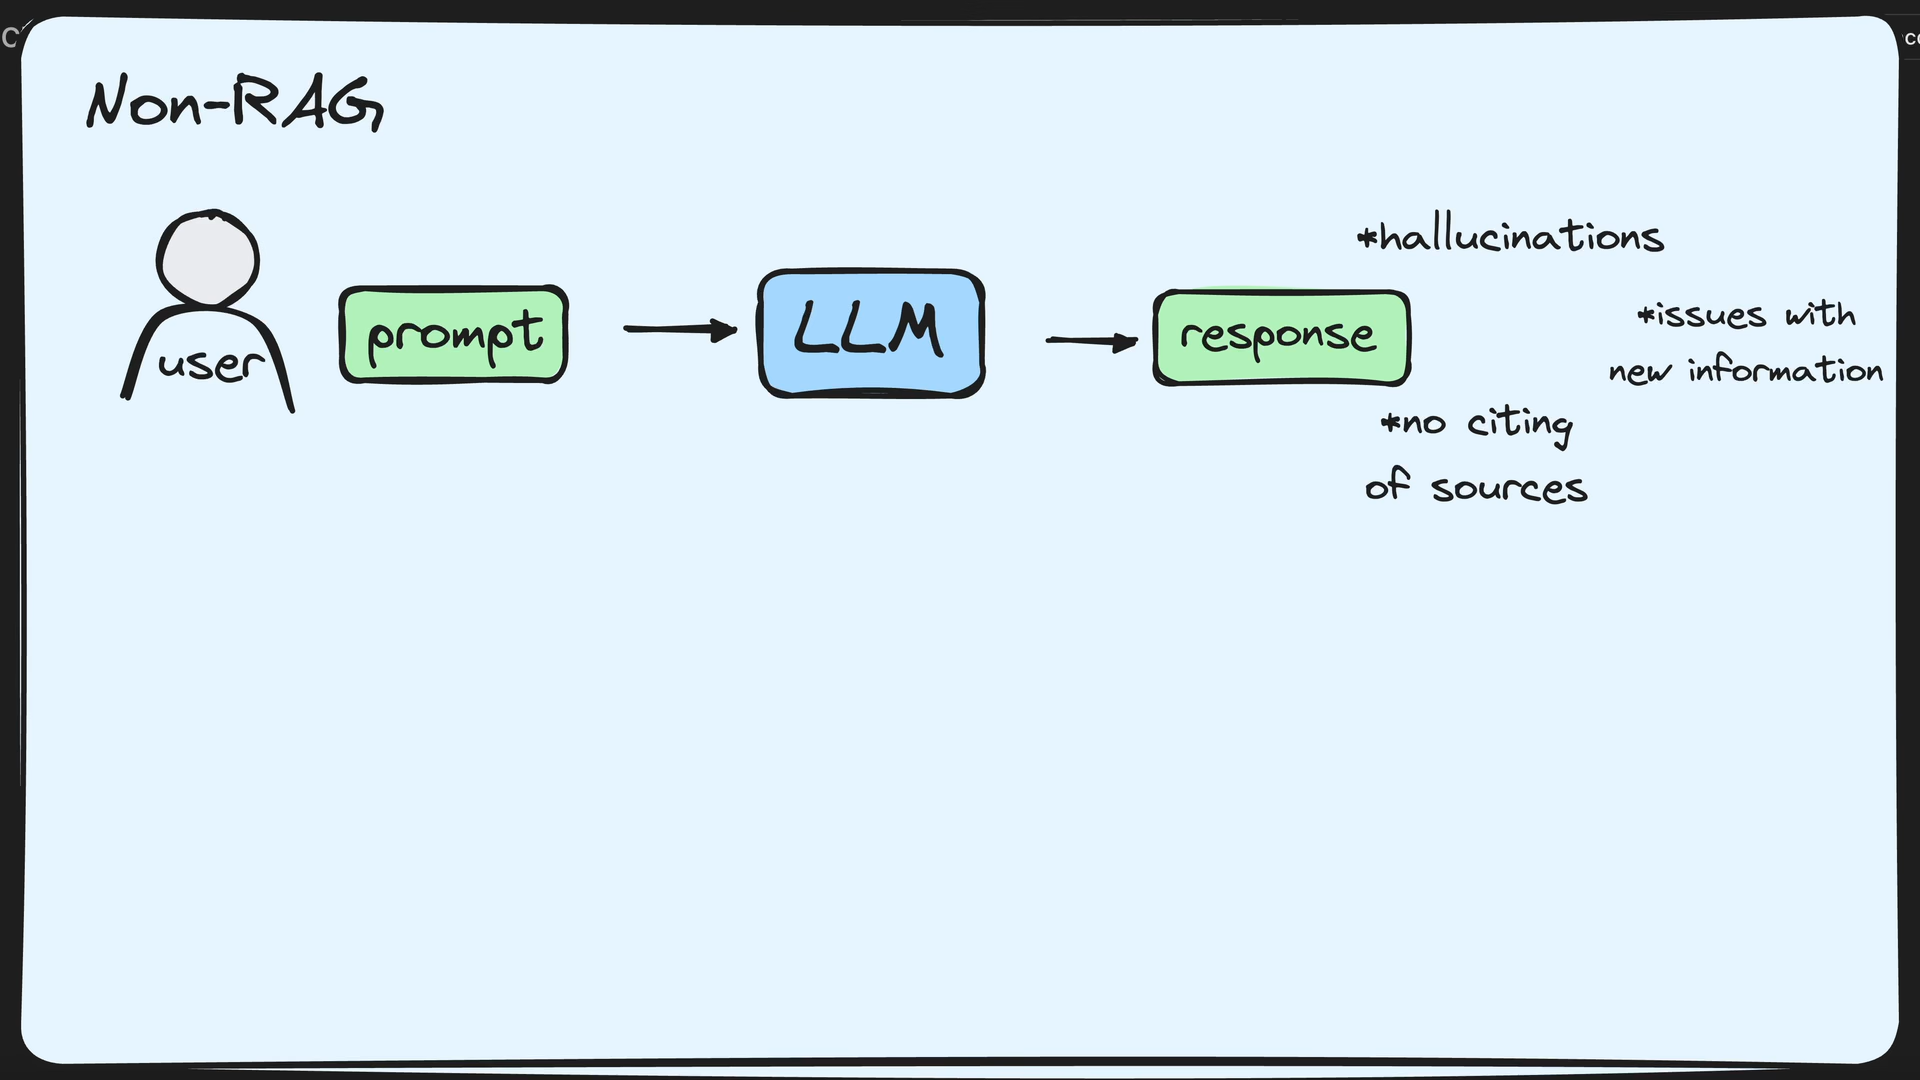 Non-RAG
user
prompt
LLM
response
*hallucinations
*issues with
new information
*no citing
of sources